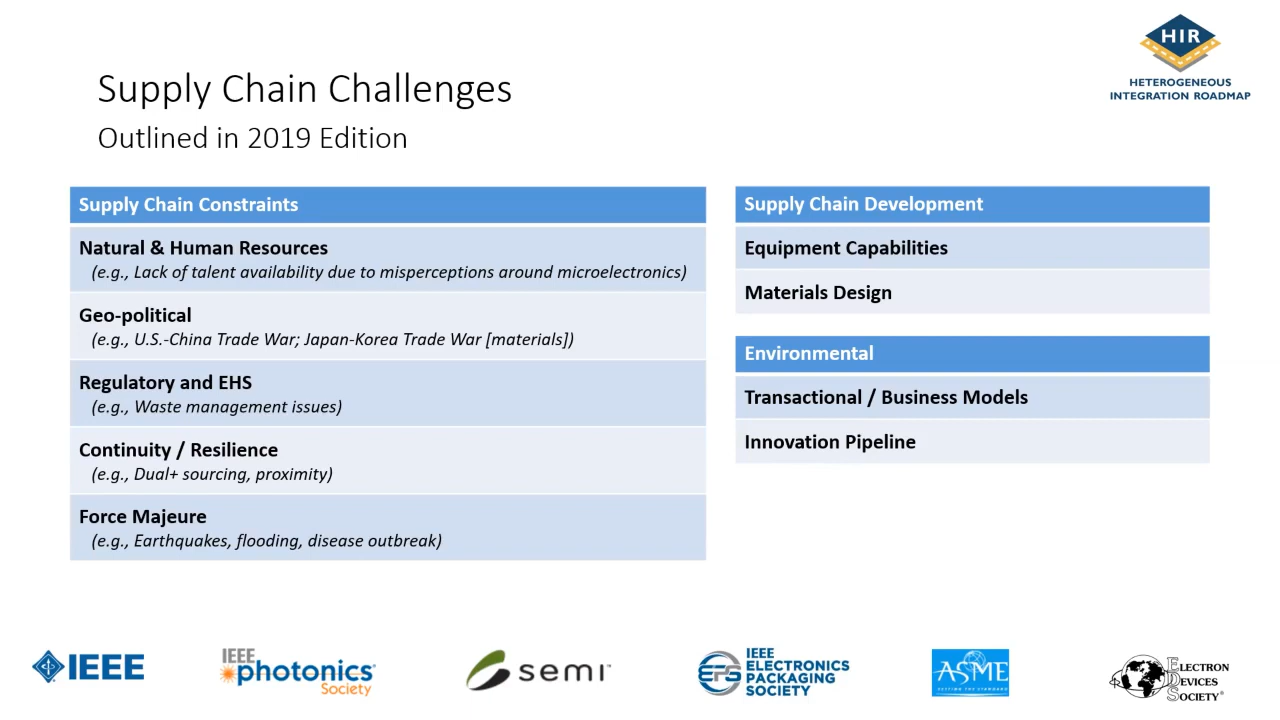 HIR
HETEROGENEOUS
INTEGRATION ROADMAP
Supply Chain Challenges
Outlined in 2019 Edition
Supply Chain Constraints
Natural & Human Resources
(e.g., Lack of talent availability due to misperceptions around microelectronics)
Geo-political
(e.g., U.S.-China Trade War; Japan-Korea Trade War [materials])
Regulatory and EHS
(e.g., Waste management issues)
Continuity / Resilience
(e.g., Dual+ sourcing, proximity)
Force Majeure
(e.g., Earthquakes, flooding, disease outbreak)
Supply Chain Development
Equipment Capabilities
Materials Design
Environmental
Transactional / Business Models
Innovation Pipeline
IEEE
IEEE
photonics
Society
semi™
EPS
IEEE
ELECTRONICS
PACKAGING
SOCIETY
ASME
SETTING THE STANDARD
ELECTRON
DEVICES
SOCIETY®